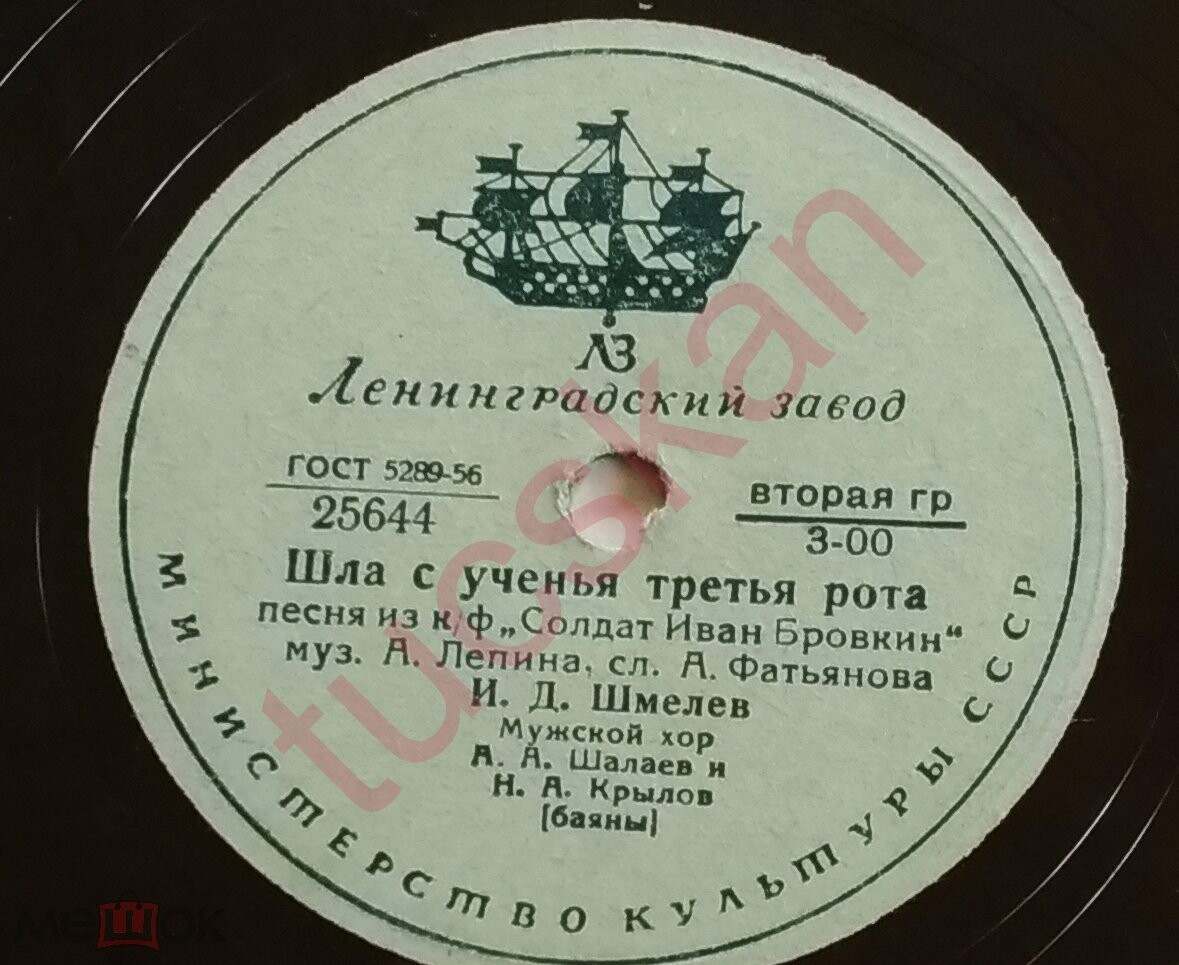 ЛЗ
Ленинградский завод
ГОСТ 5289-56
25644
вторая гр
3-00
Шла с ученья третья рота
песня из к/ф „Солдат Иван Бровкин“
муз. А. Лепина, сл. А. Фатьянова
И. Д. Шмелев
Мужской хор
А. А. Шалаев и
Н. А. Крылов
(баяны)
МИНИСТЕРСТВО КУЛЬТУРЫ СССР
tucskan
мешок